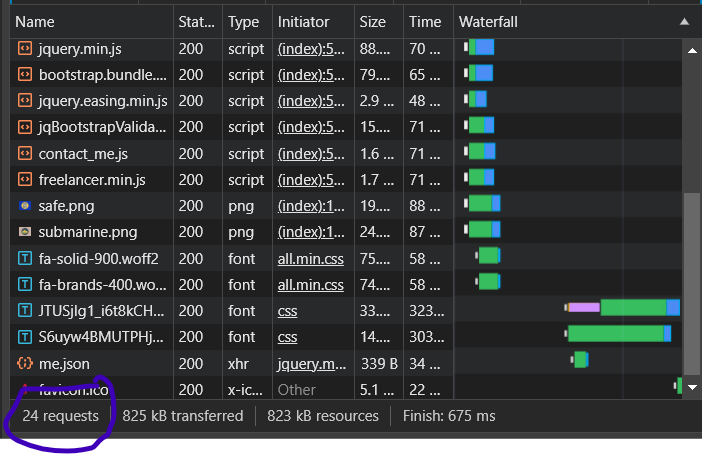 Name Stat... Type Initiator Size Time Waterfall
jquery.min.js 200 script (index):5... 88.... 70 ...
bootstrap.bundle.... 200 script (index):5... 79.... 65 ...
jquery.easing.min.js 200 script (index):5... 2.9 ... 48 ...
jqBootstrapValida... 200 script (index):5... 15.... 71 ...
contact_me.js 200 script (index):5... 1.6 ... 71 ...
freelancer.min.js 200 script (index):5... 1.7 ... 71 ...
safe.png 200 png (index):1... 19.... 88 ...
submarine.png 200 png (index):1... 24.... 87 ...
fa-solid-900.woff2 200 font all.min.css 75.... 58 ...
fa-brands-400.wo... 200 font all.min.css 74.... 58 ...
JTUSjIg1_i6t8kCH... 200 font css 33.... 323...
S6uyw4BMUTPHj... 200 font css 14.... 303...
me.json 200 xhr jquery.m... 339 B 34 ...
favicon.ico 200 x-ic... Other 5.1 ... 22 ...
24 requests 825 kB transferred 823 kB resources Finish: 675 ms